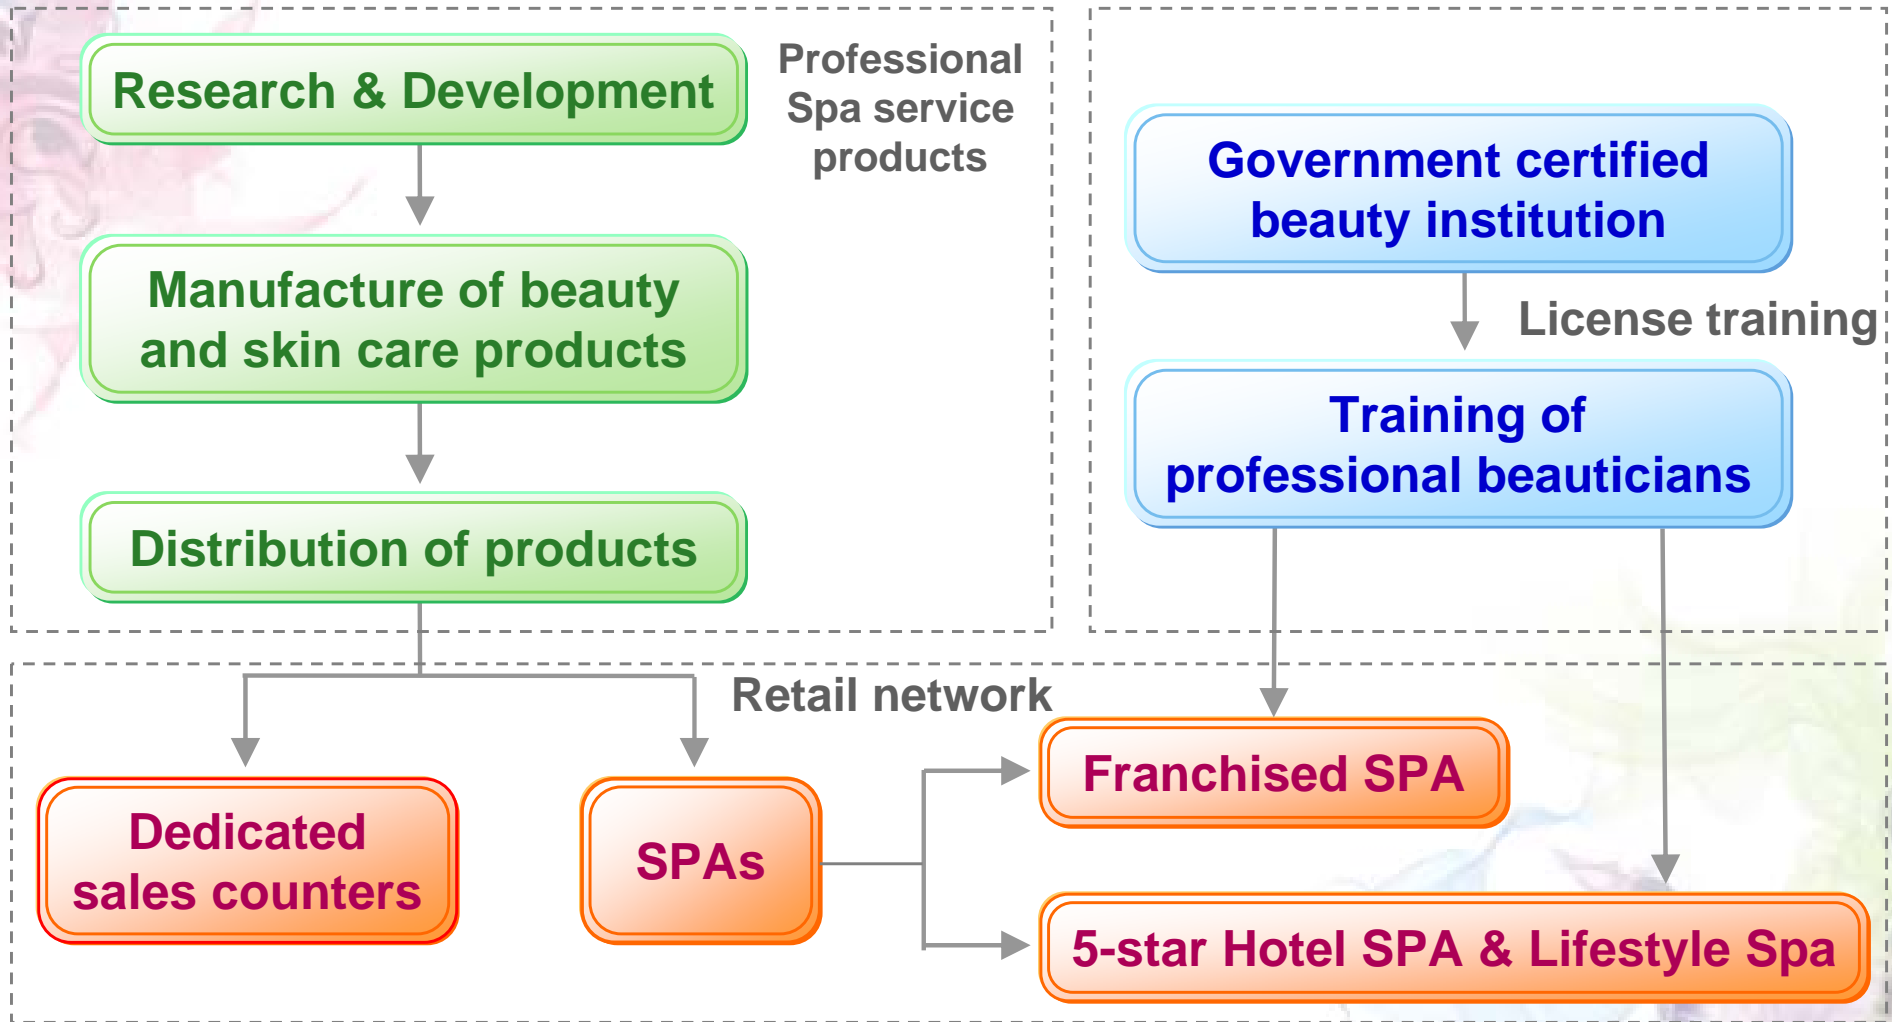 Research & Development
Professional
Spa service
products
Manufacture of beauty
and skin care products
Distribution of products
Government certified
beauty institution
License training
Training of
professional beauticians
Retail network
Dedicated
sales counters
SPAs
Franchised SPA
5-star Hotel SPA & Lifestyle Spa